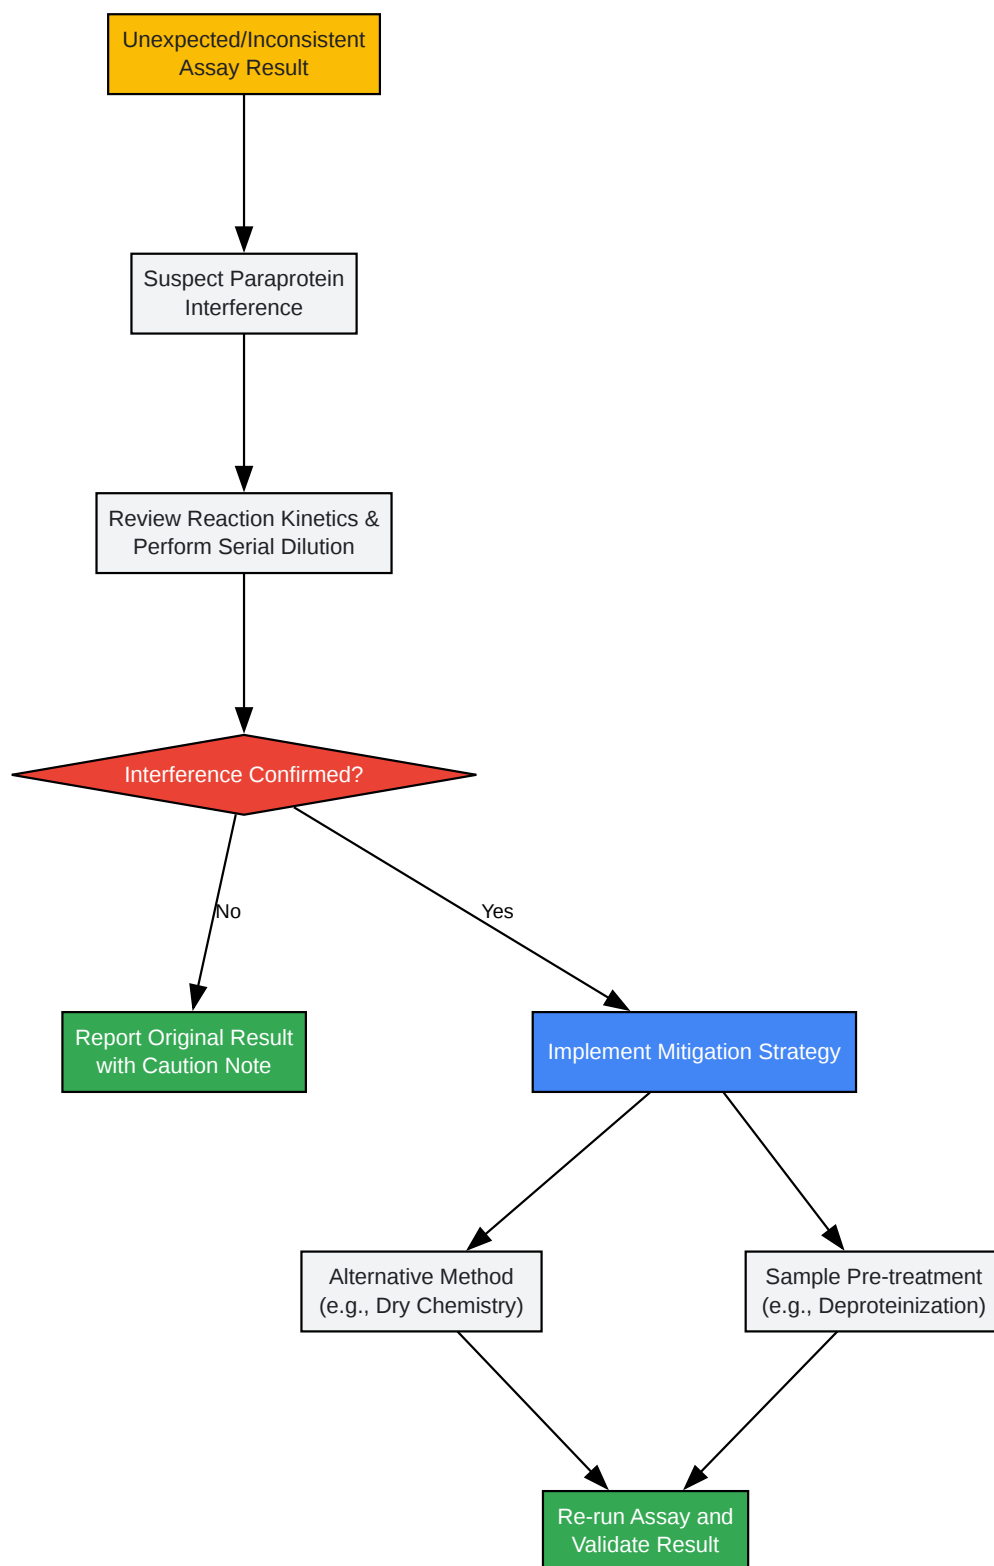 Unexpected/Inconsistent
Assay Result
Suspect Paraprotein
Interference
Review Reaction Kinetics &
Perform Serial Dilution
Interference Confirmed?
No
Yes
Report Original Result
with Caution Note
Implement Mitigation Strategy
Alternative Method
(e.g., Dry Chemistry)
Sample Pre-treatment
(e.g., Deproteinization)
Re-run Assay and
Validate Result